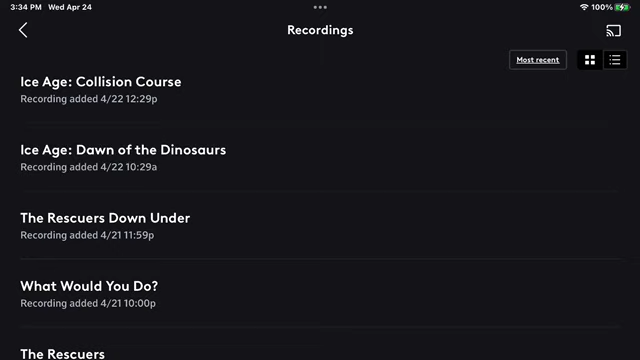 3:34 PM Wed Apr 24
100%
Recordings
Most recent
Ice Age: Collision Course
Recording added 4/22 12:29p
Ice Age: Dawn of the Dinosaurs
Recording added 4/22 10:29a
The Rescuers Down Under
Recording added 4/21 11:59p
What Would You Do?
Recording added 4/21 10:00p
The Rescuers